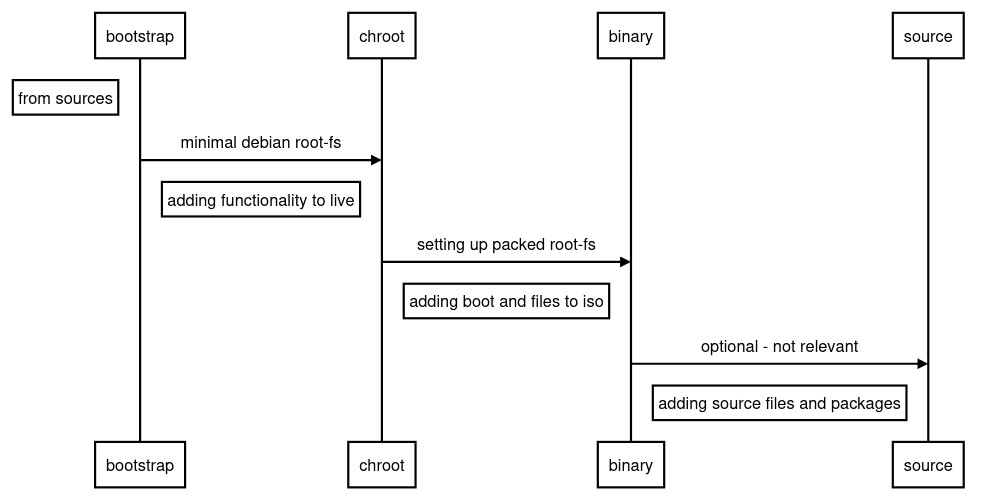 bootstrap
chroot
binary
source
from sources
minimal debian root-fs
adding functionality to live
setting up packed root-fs
adding boot and files to iso
optional - not relevant
adding source files and packages
bootstrap
chroot
binary
source